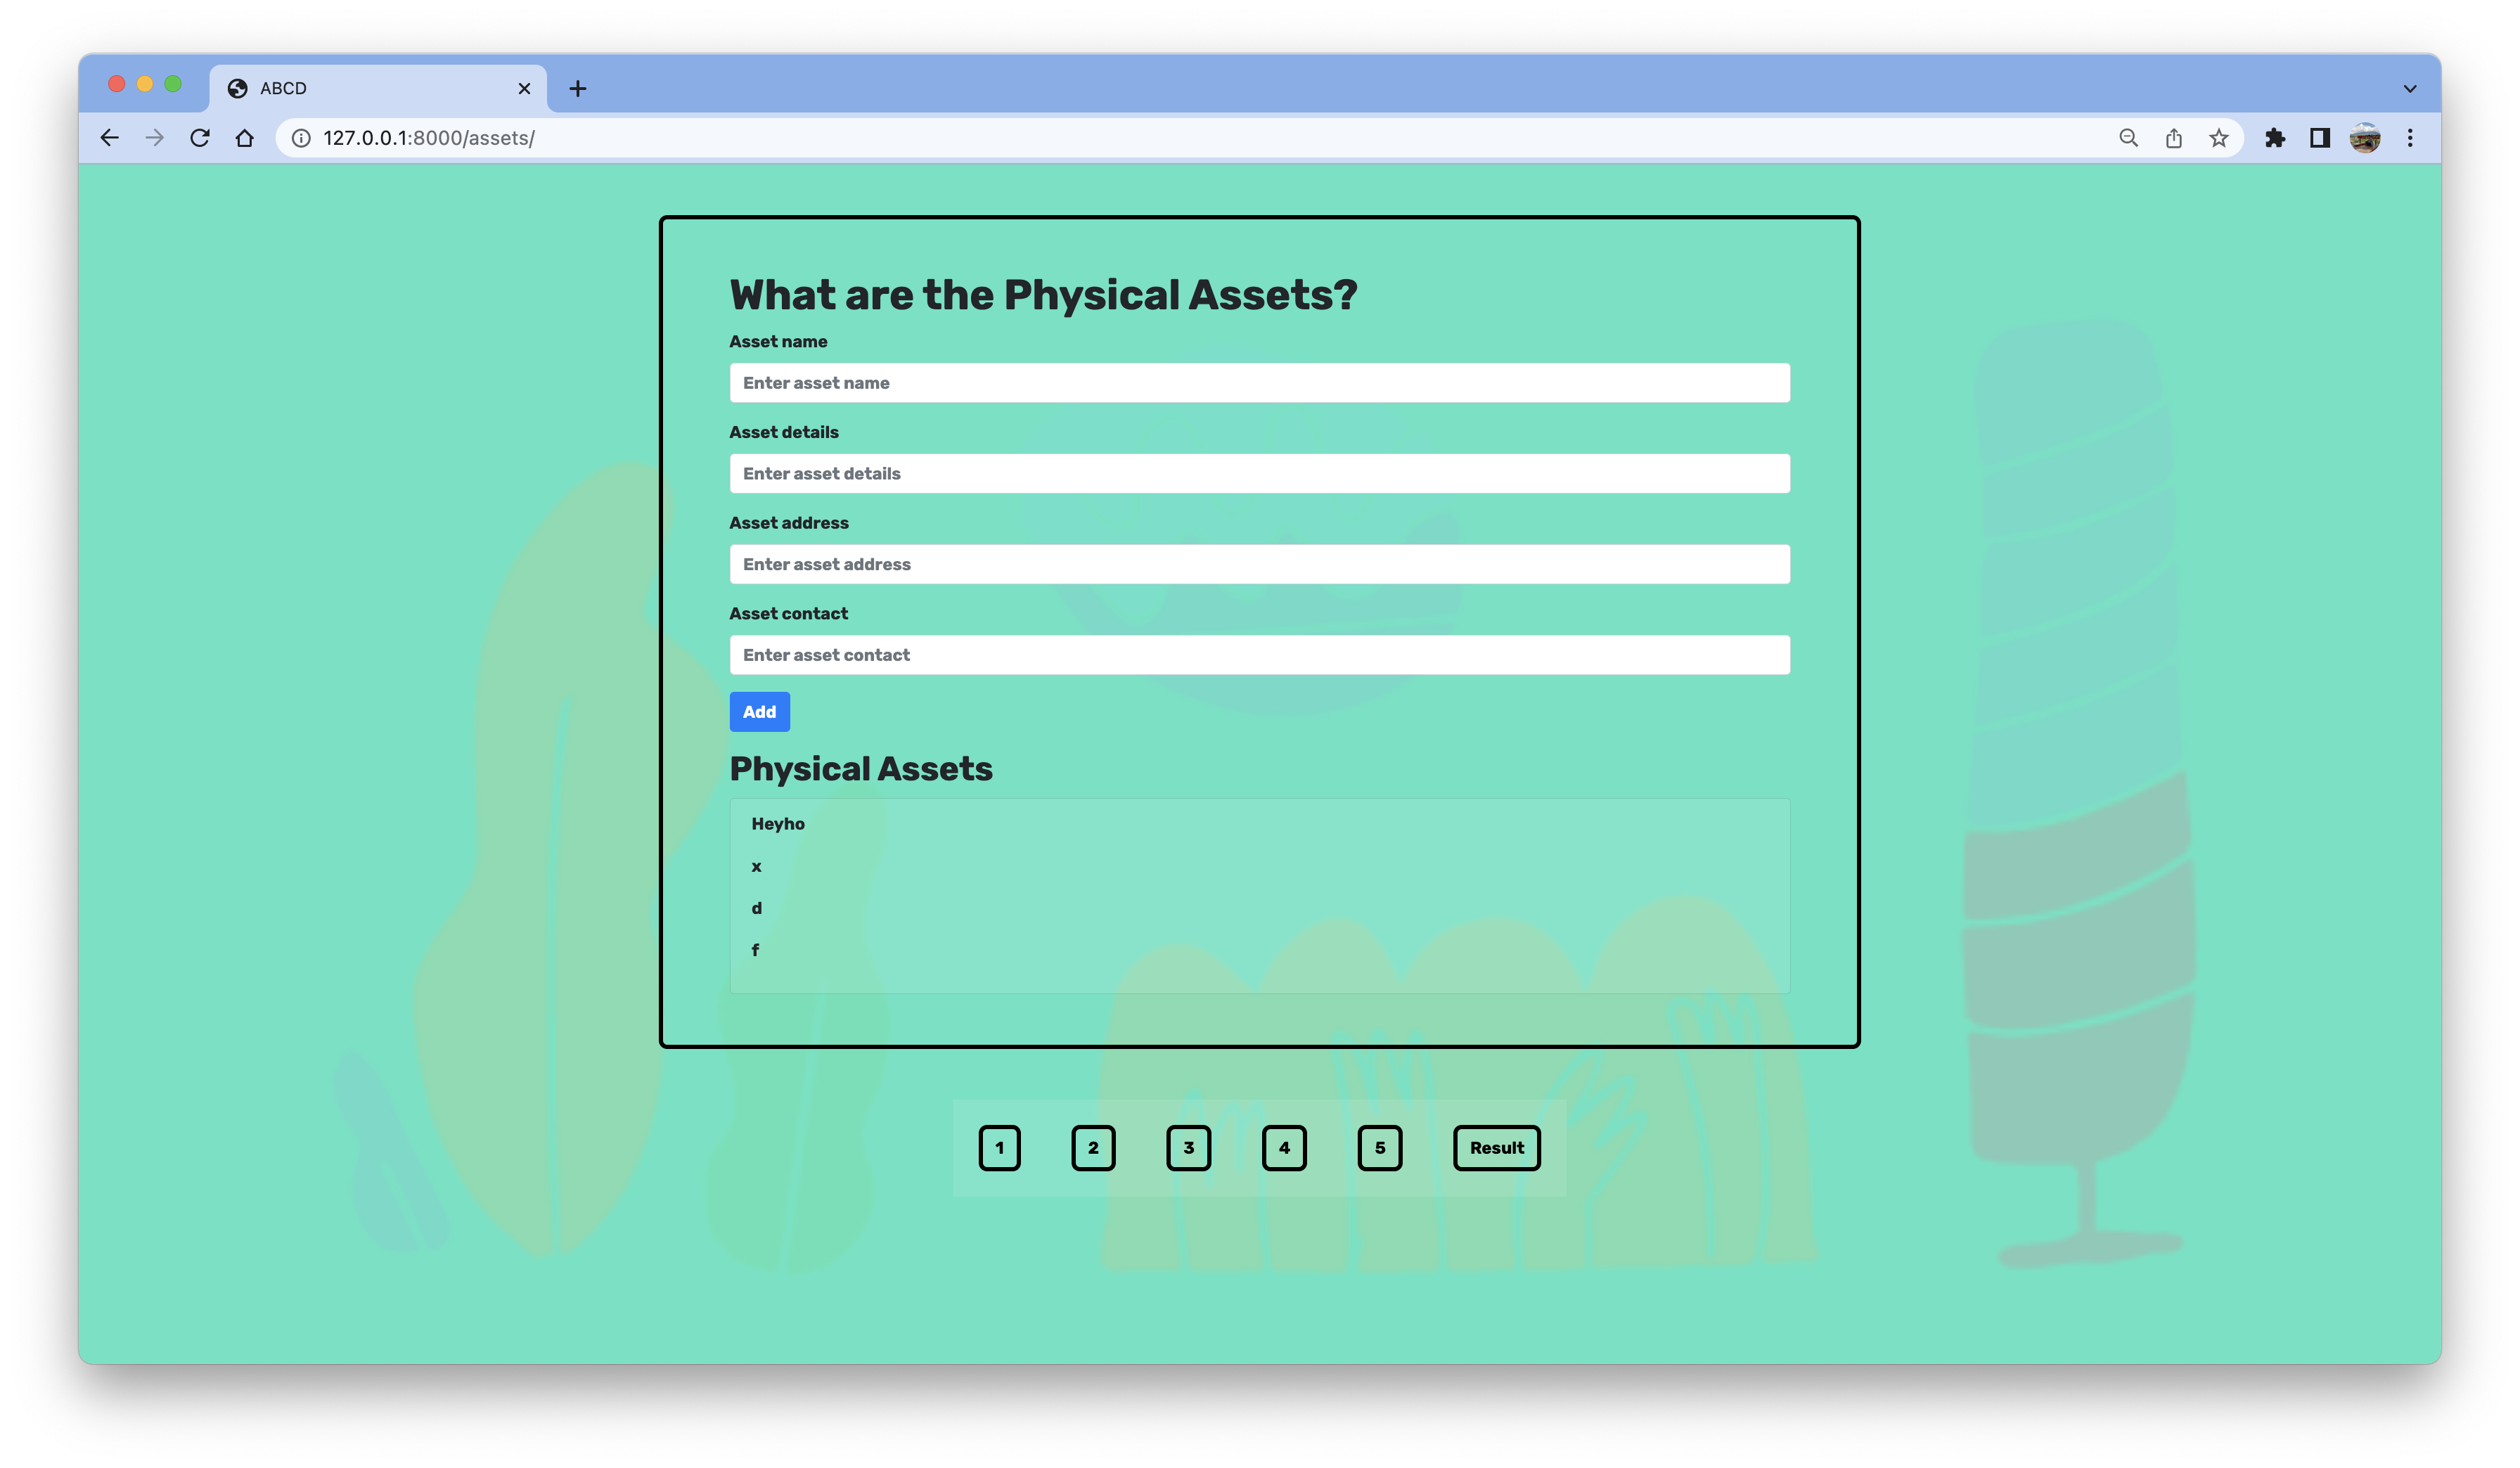 ABCD
127.0.0.1:8000/assets/
What are the Physical Assets?
Asset name
Enter asset name
Asset details
Enter asset details
Asset address
Enter asset address
Asset contact
Enter asset contact
Add
Physical Assets
Heyho
x
d
f
1 2 3 4 5 Result